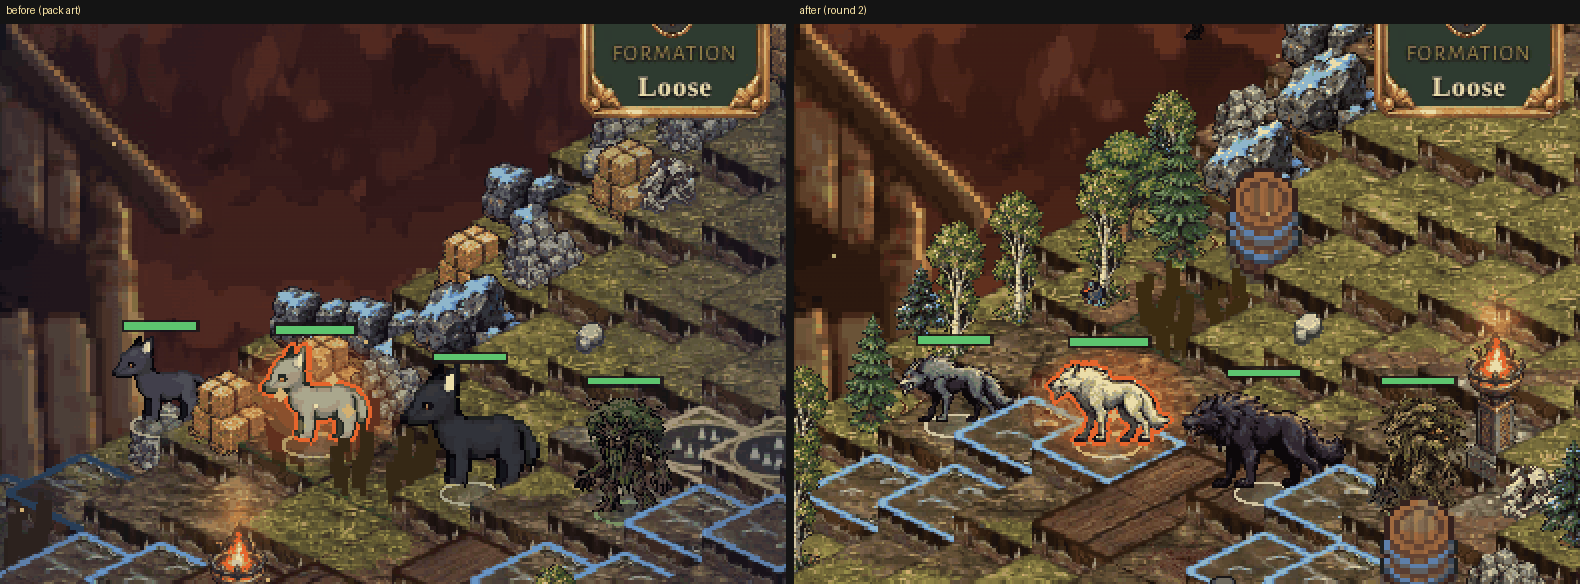 before (pack art)
FORMATION
Loose
after (round 2)
FORMATION
Loose